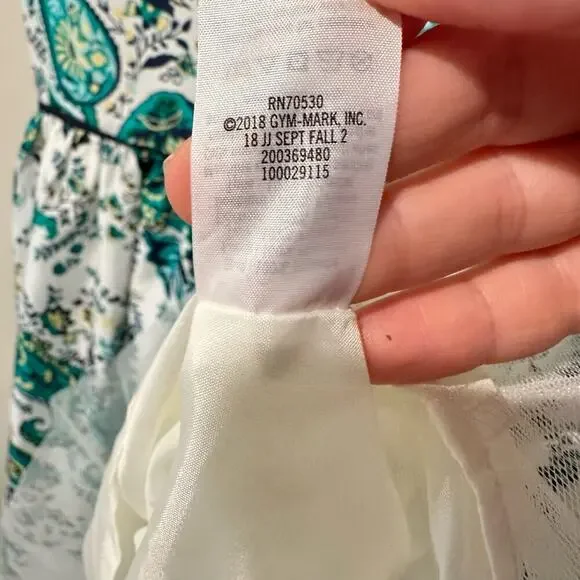 RN70530
©2018 GYM-MARK, INC.
18 JJ SEPT FALL 2
200369480
100029115